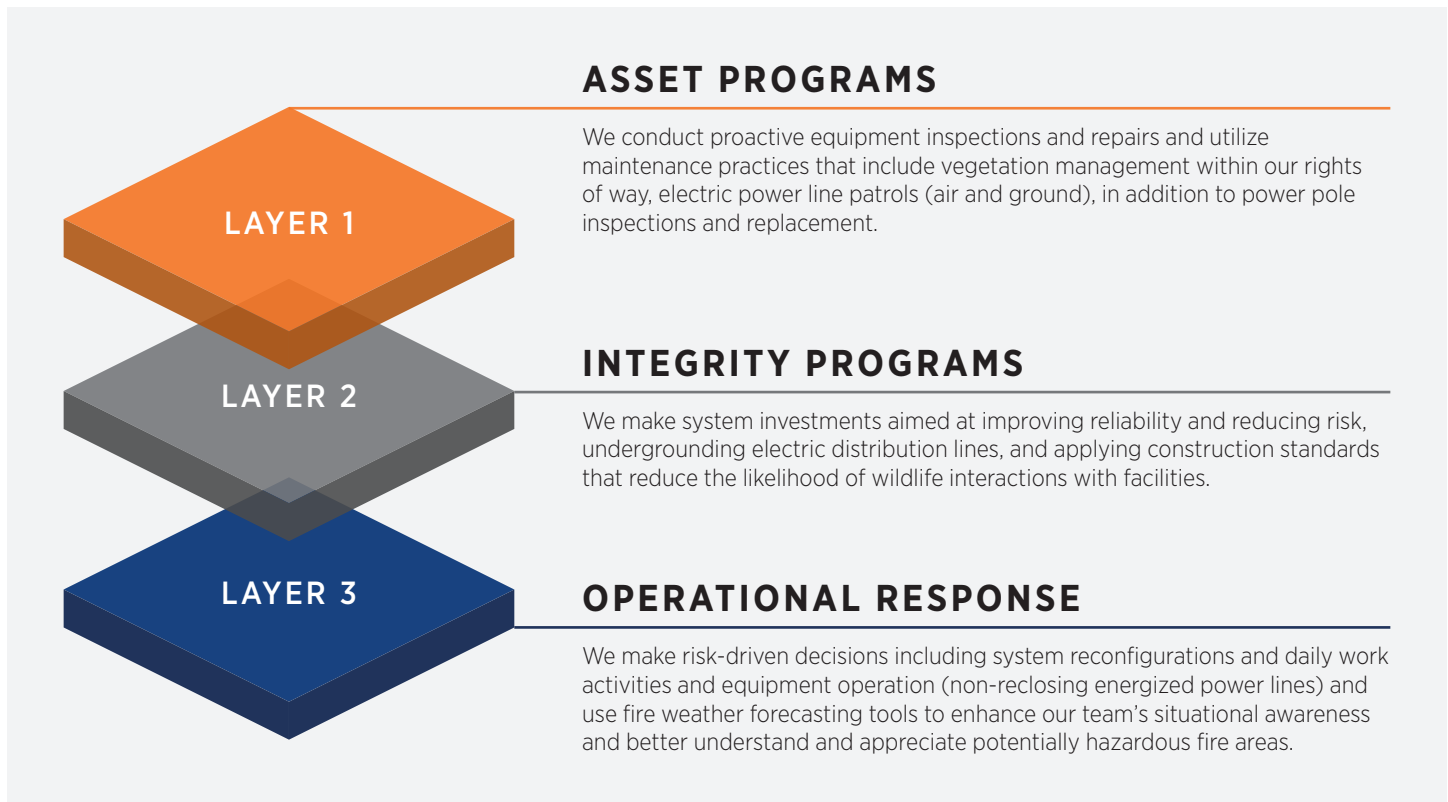 ASSET PROGRAMS
We conduct proactive equipment inspections and repairs and utilize
maintenance practices that include vegetation management within our rights
of way, electric power line patrols (air and ground), in addition to power pole
inspections and replacement.
LAYER 1
INTEGRITY PROGRAMS
We make system investments aimed at improving reliability and reducing risk,
undergrounding electric distribution lines, and applying construction standards
that reduce the likelihood of wildlife interactions with facilities.
LAYER 2
OPERATIONAL RESPONSE
We make risk-driven decisions including system reconfigurations and daily work
activities and equipment operation (non-reclosing energized power lines) and
use fire weather forecasting tools to enhance our team’s situational awareness
and better understand and appreciate potentially hazardous fire areas.
LAYER 3